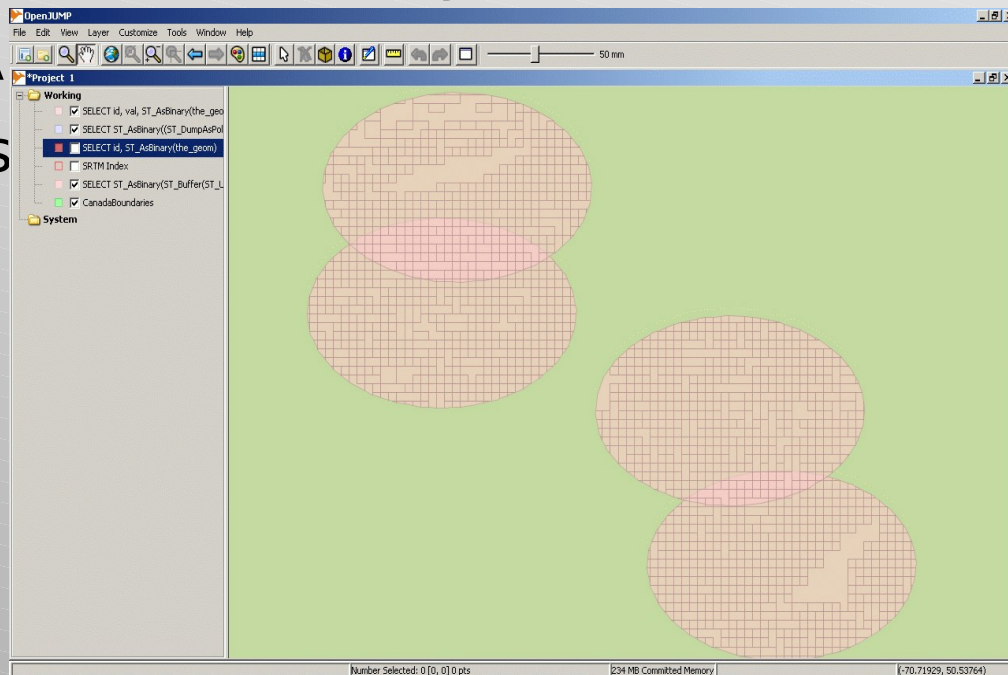 OpenJUMP
File Edit View Layer Customize Tools Window Help
50 mm
*Project 1
Working
SELECT id, val, ST_AsBinary(the_geo
SELECT ST_AsBinary((ST_DumpAsPol
SELECT id, ST_AsBinary(the_geom)
SRTM Index
SELECT ST_AsBinary(ST_Buffer(ST_U
CanadaBoundaries
System
Number Selected: 0 [0, 0] 0 pts
234 MB Committed Memory
(-70.71929, 50.53764)